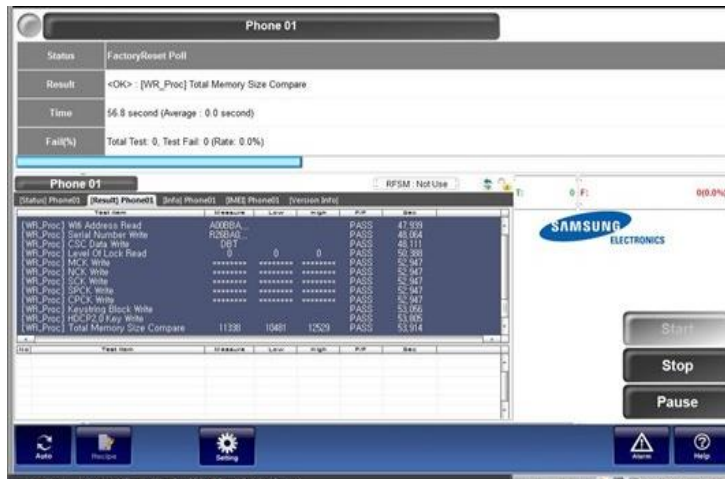 Phone 01
Status FactoryReset Poll
Result <OK> : [WR_Proc] Total Memory Size Compare
Time 56.8 second (Average : 0.0 second)
Fail(%) Total Test: 0, Test Fail: 0 (Rate: 0.0%)
Phone 01 RFSM : Not Use T: 0 F: 0(0.0%
[Status] Phone01 [Result] Phone01 [Info] Phone01 [IMEI] Phone01 [Version Info]
Test Item Measure Low High P/F Sec
[WR_Proc] Wifi Address Read A00BBA... PASS 47,939
[WR_Proc] Serial Number Write R26BA0... PASS 48,064
[WR_Proc] CSC Data Write DBT PASS 48,111
[WR_Proc] Level Of Lock Read 0 0 0 PASS 50,388
[WR_Proc] MCK Write ******** ******** ******** PASS 52,947
[WR_Proc] NCK Write ******** ******** ******** PASS 52,947
[WR_Proc] SCK Write ******** ******** ******** PASS 52,947
[WR_Proc] SPCK Write ******** ******** ******** PASS 52,947
[WR_Proc] CPCK Write ******** ******** ******** PASS 52,947
[WR_Proc] Keystring Block Write PASS 53,066
[WR_Proc] HDCP2.0 Key Write PASS 53,805
[WR_Proc] Total Memory Size Compare 11338 10481 12529 PASS 53,914
SAMSUNG
ELECTRONICS
No Test Item Measure Low High P/F Sec
Start
Stop
Pause
Auto Recipe Setting Alarm Help